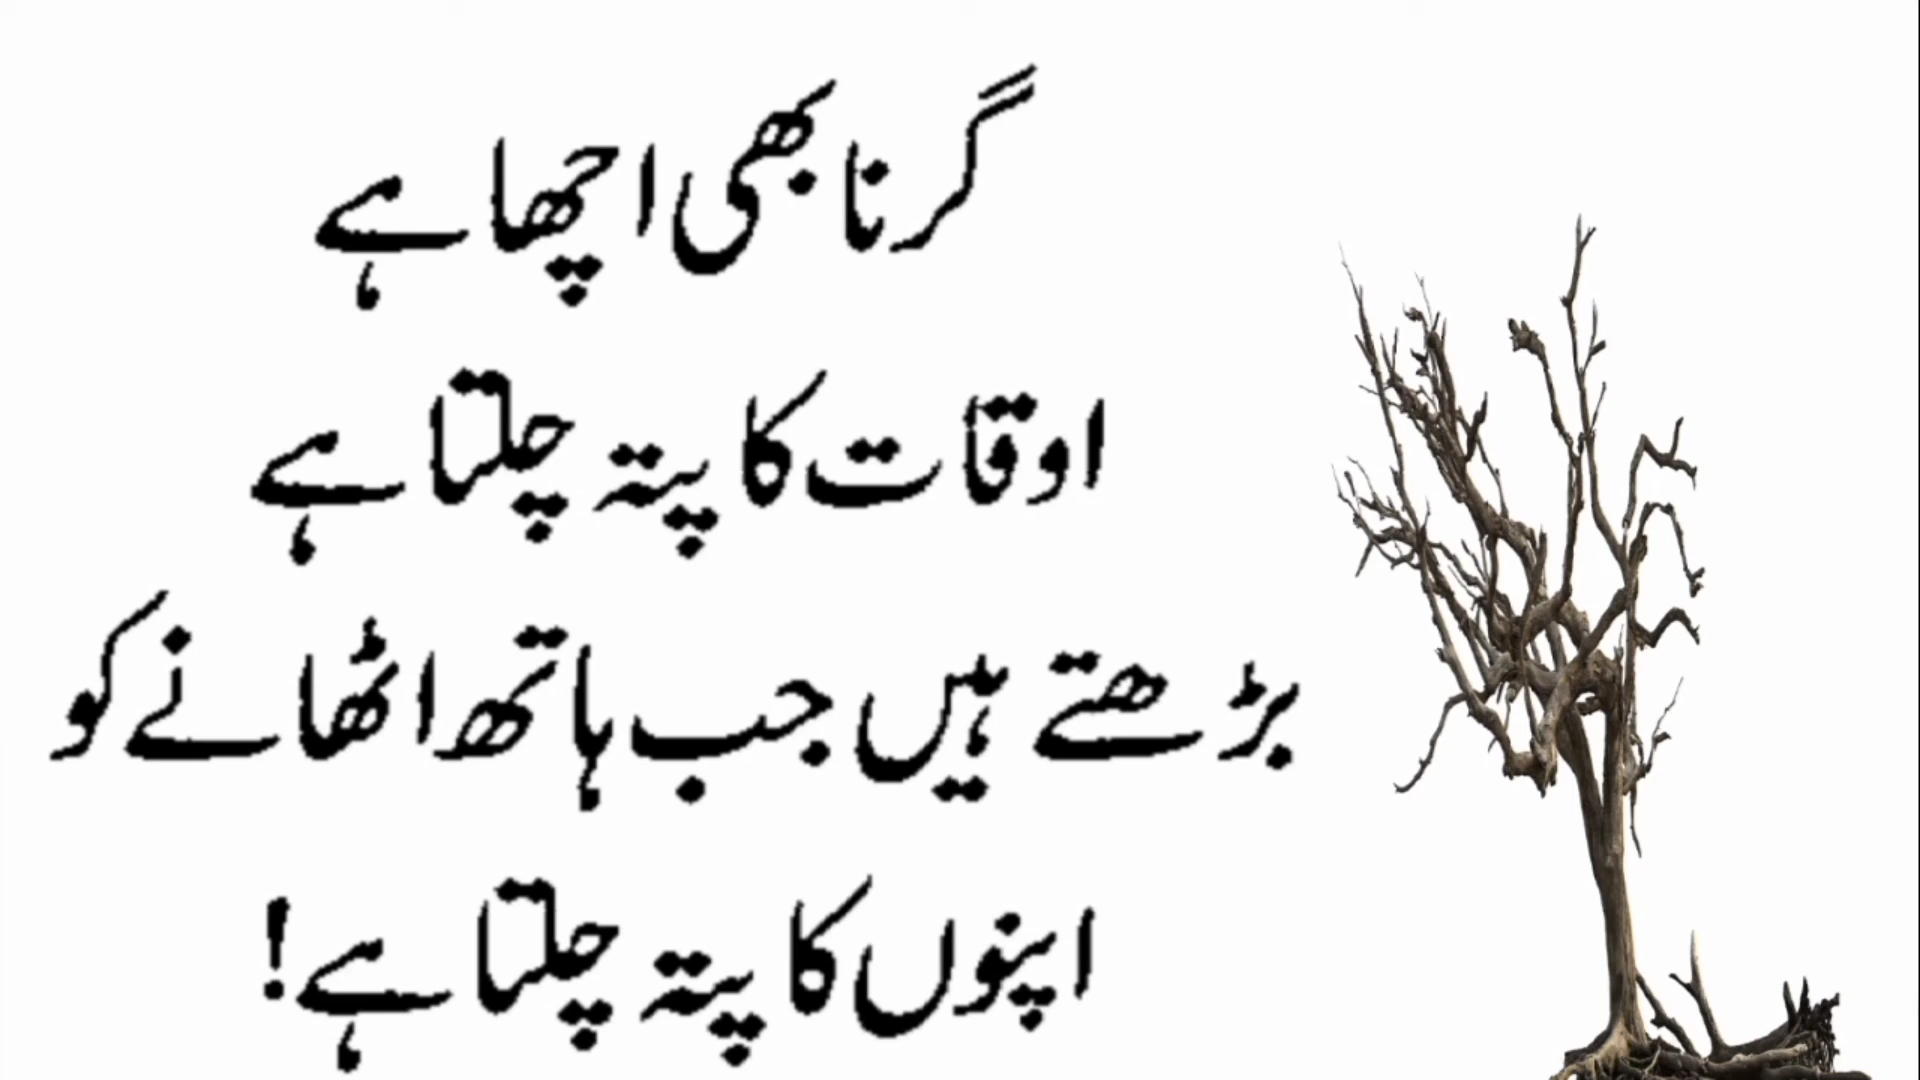 گرنا بھی اچھا ہے
اوقات کا پتہ چلتا ہے
بڑھتے ہیں جب ہاتھ اٹھانے کو
اپنوں کا پتہ چلتا ہے!